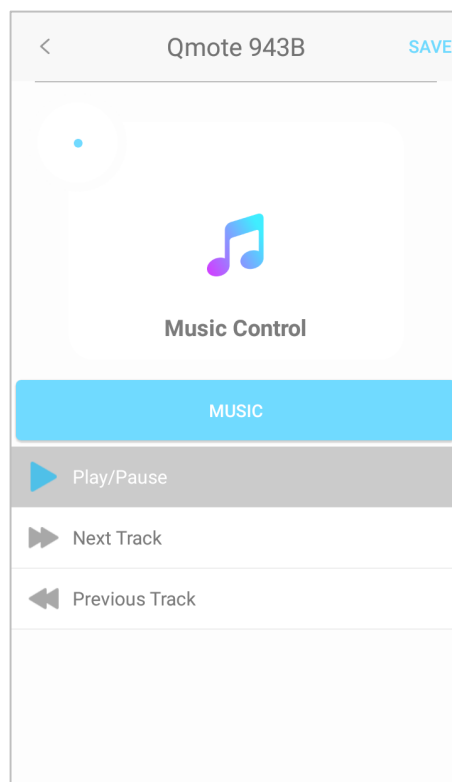 Qmote 943B
SAVE
Music Control
MUSIC
Play/Pause
Next Track
Previous Track